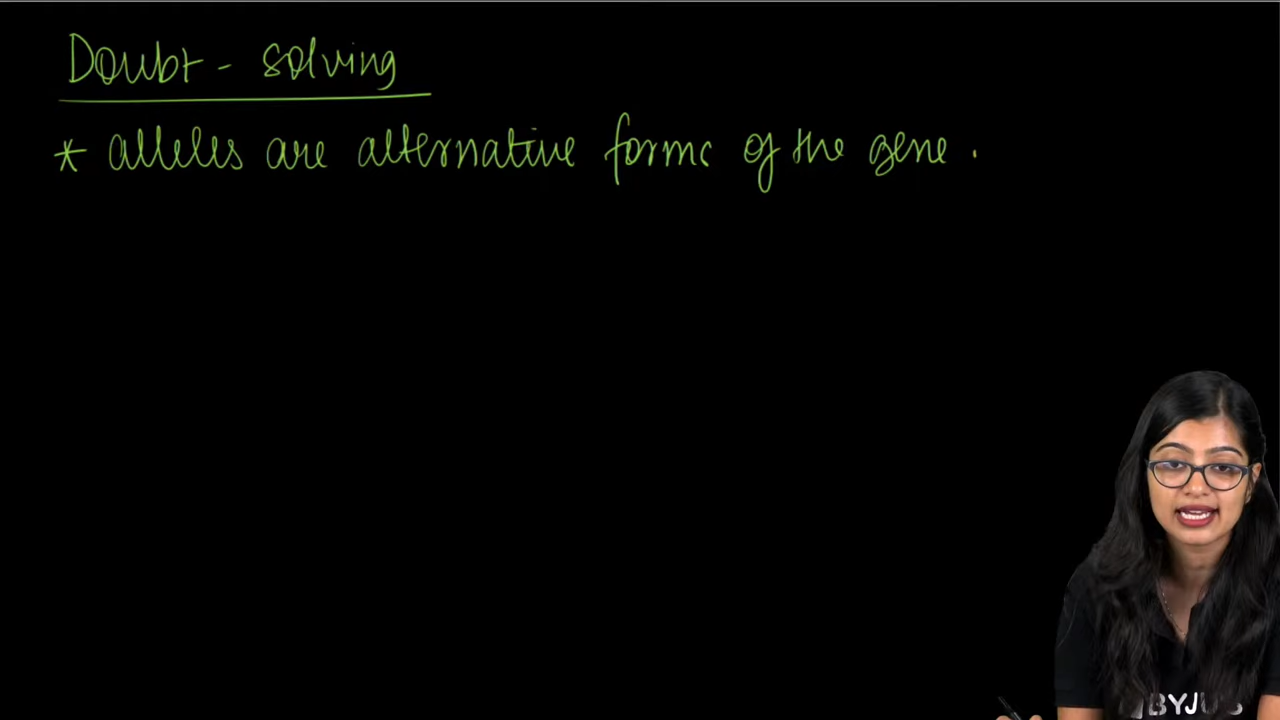 Doubt - solving
* alleles are alternative forms of the gene .
BYJU'S